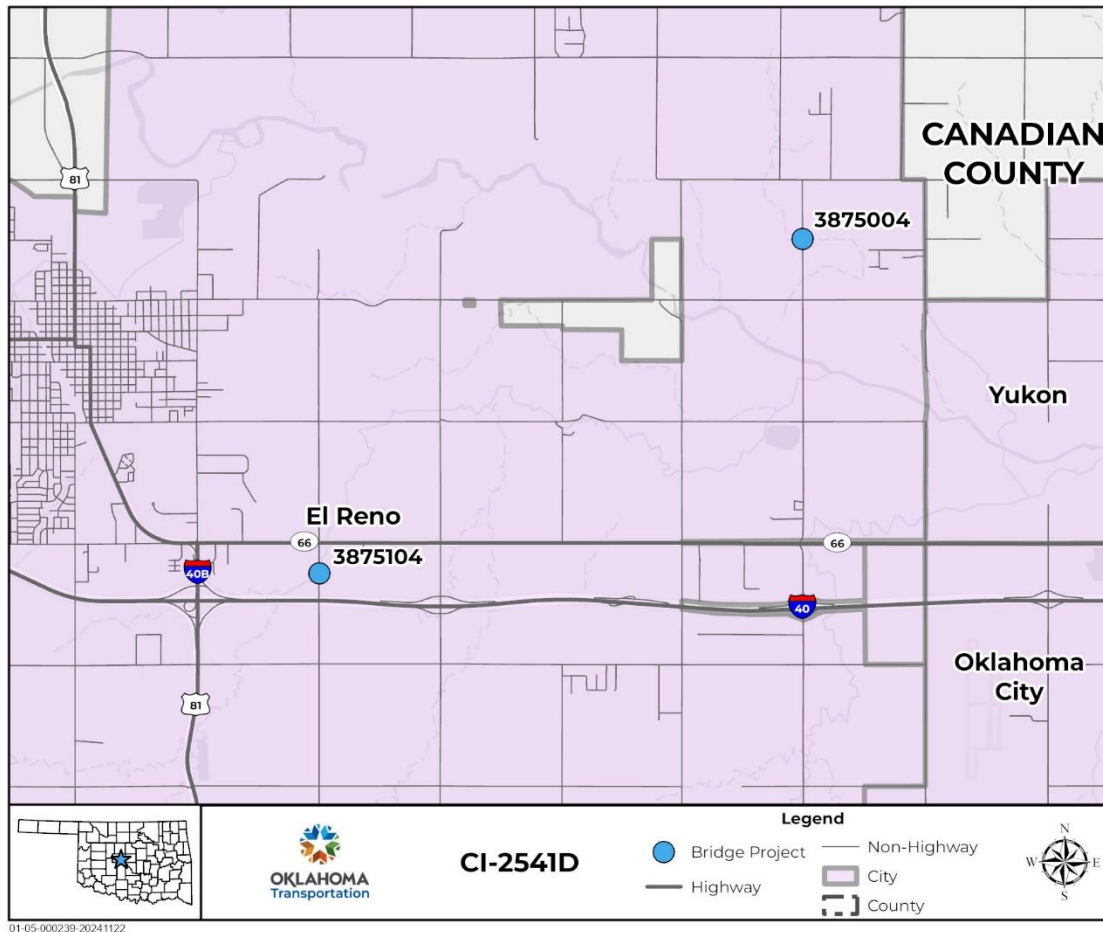 CANADIAN
COUNTY
81
3875004
Yukon
El Reno
66
66
3875104
40B
40
Oklahoma
City
81
OKLAHOMA
Transportation
CI-2541D
Legend
Bridge Project
Non-Highway
City
Highway
County
N
W
E
S
01-05-000239-20241122